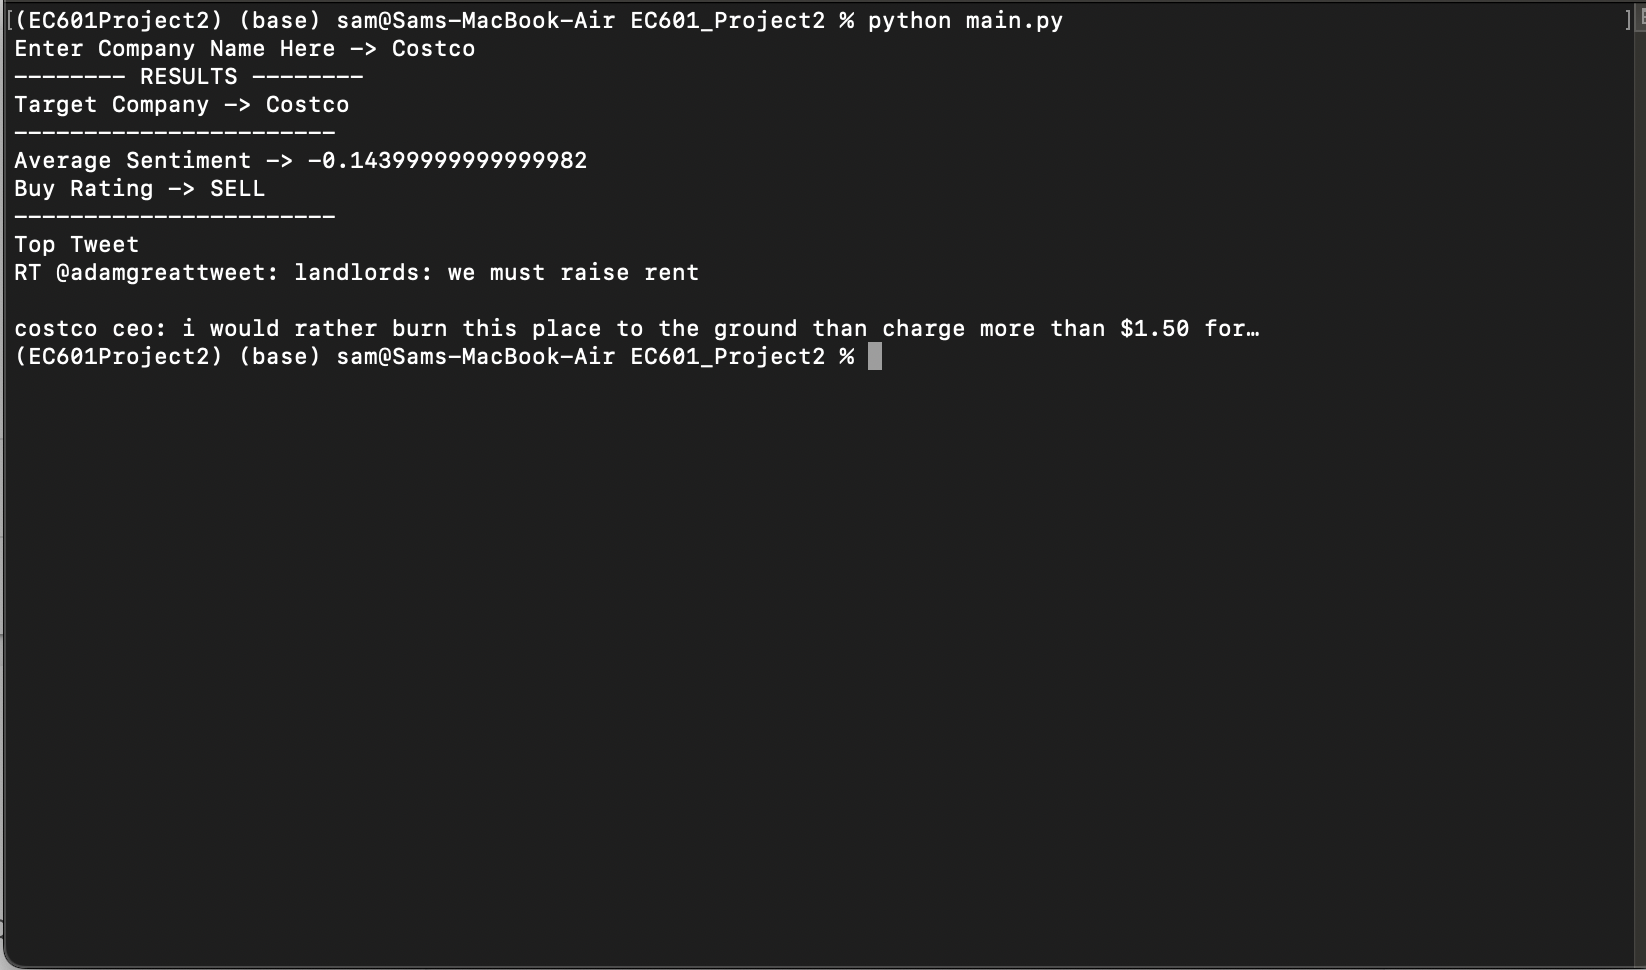 [(EC601Project2) (base) sam@Sams-MacBook-Air EC601_Project2 % python main.py ]
Enter Company Name Here -> Costco
-------- RESULTS --------
Target Company -> Costco
-----------------------
Average Sentiment -> -0.14399999999999982
Buy Rating -> SELL
-----------------------
Top Tweet
RT @adamgreattweet: landlords: we must raise rent
costco ceo: i would rather burn this place to the ground than charge more than $1.50 for…
(EC601Project2) (base) sam@Sams-MacBook-Air EC601_Project2 %